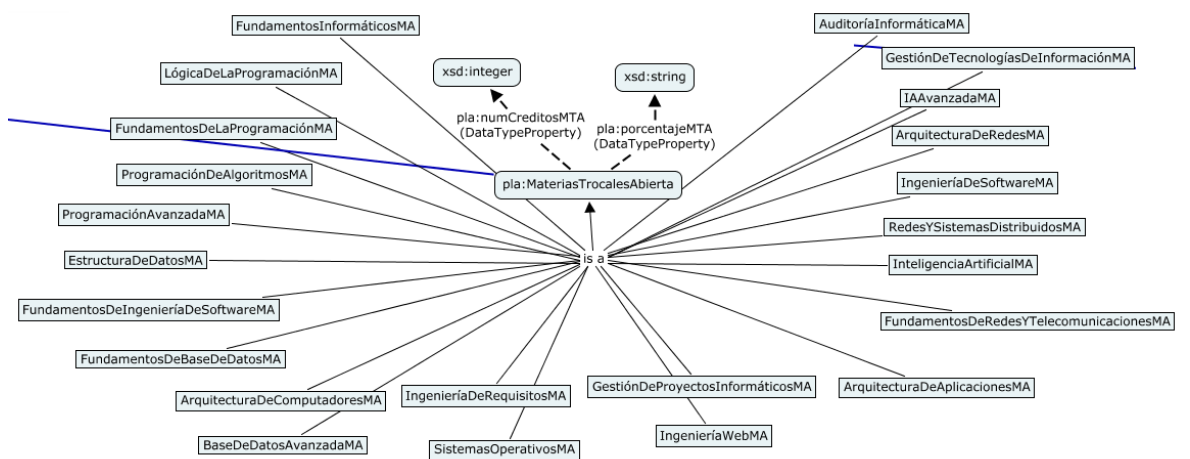 FundamentosInformáticosMA
AuditoríaInformáticaMA
GestiónDeTecnologíasDeInformaciónMA
LógicaDeLaProgramaciónMA
xsd:integer
xsd:string
IAAvanzadaMA
pla:numCreditosMTA
(DataTypeProperty)
pla:porcentajeMTA
(DataTypeProperty)
FundamentosDeLaProgramaciónMA
ArquitecturaDeRedesMA
ProgramaciónDeAlgoritmosMA
pla:MateriasTrocalesAbierta
IngenieríaDeSoftwareMA
ProgramaciónAvanzadaMA
RedesYSistemasDistribuidosMA
EstructuraDeDatosMA
is a
InteligenciaArtificialMA
FundamentosDeIngenieríaDeSoftwareMA
FundamentosDeRedesYTelecomunicacionesMA
FundamentosDeBaseDeDatosMA
GestiónDeProyectosInformáticosMA
ArquitecturaDeAplicacionesMA
ArquitecturaDeComputadoresMA
IngenieríaDeRequisitosMA
BaseDeDatosAvanzadaMA
SistemasOperativosMA
IngenieríaWebMA